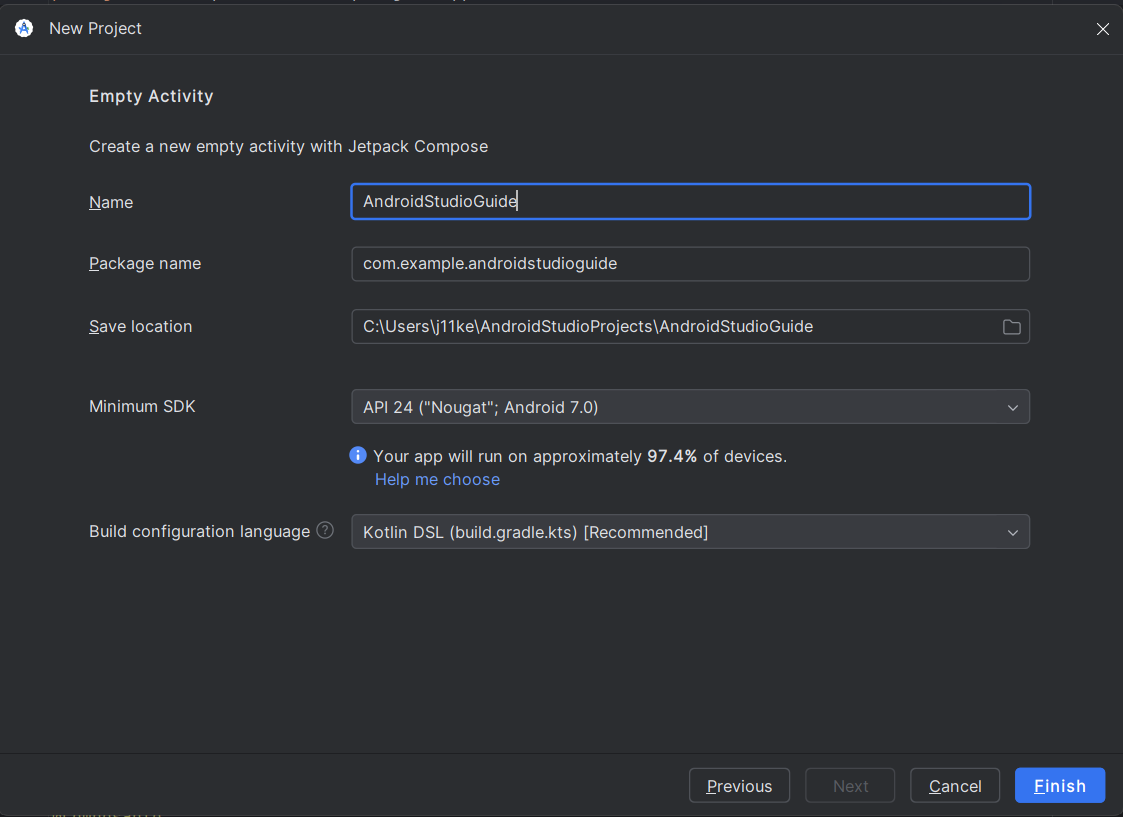 New Project
Empty Activity
Create a new empty activity with Jetpack Compose
Name
AndroidStudioGuide
Package name
com.example.androidstudioguide
Save location
C:\Users\j11ke\AndroidStudioProjects\AndroidStudioGuide
Minimum SDK
API 24 ("Nougat"; Android 7.0)
Your app will run on approximately 97.4% of devices.
Help me choose
Build configuration language ?
Kotlin DSL (build.gradle.kts) [Recommended]
Previous
Next
Cancel
Finish